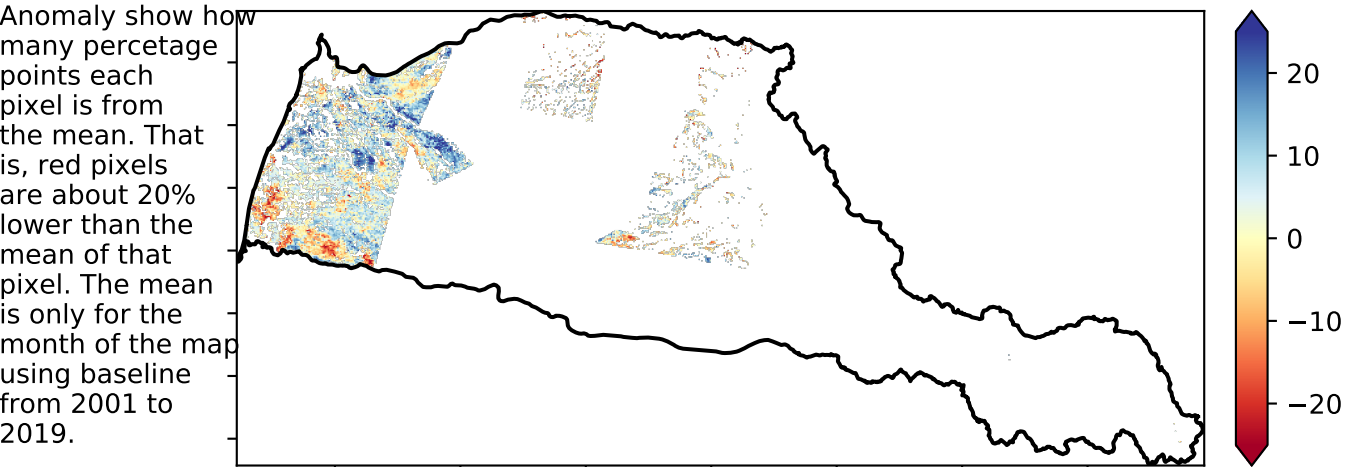 Anomaly show how
many percetage
points each
pixel is from
the mean. That
is, red pixels
are about 20%
lower than the
mean of that
pixel. The mean
is only for the
month of the map
using baseline
from 2001 to
2019.
20
10
0
−10
−20